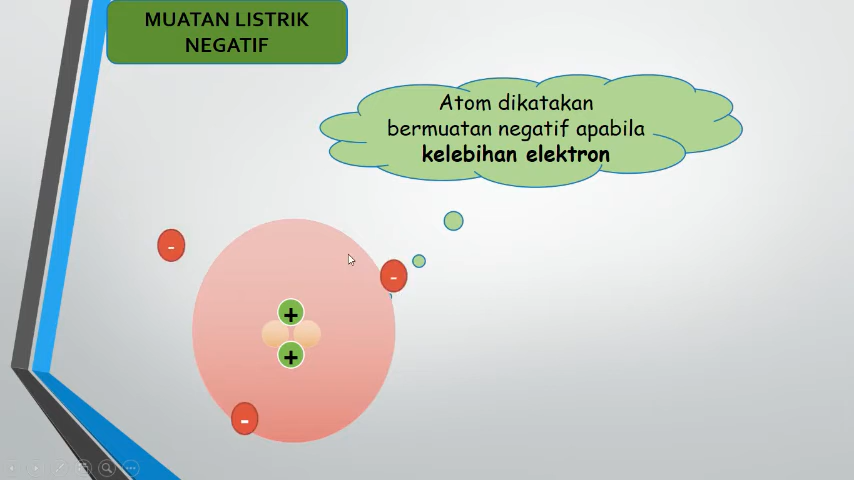 MUATAN LISTRIK
NEGATIF
Atom dikatakan
bermuatan negatif apabila
kelebihan elektron
-
-
+
+
-